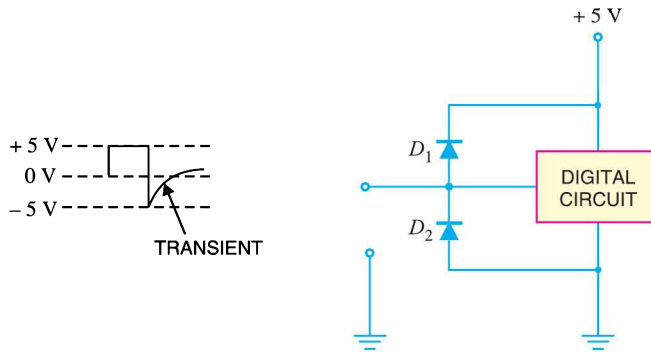 + 5 V
0 V
– 5 V
TRANSIENT
+ 5 V
D₁
D₂
DIGITAL
CIRCUIT